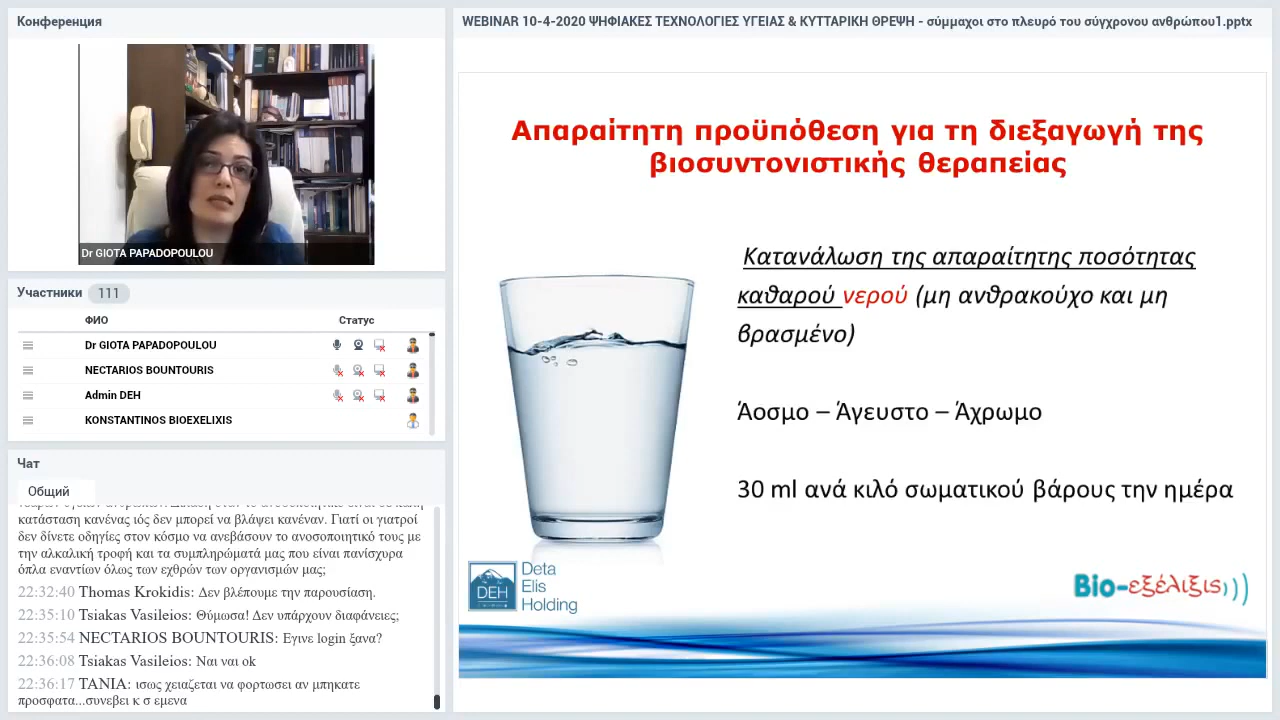 Конференция
Dr GIOTA PAPADOPOULOU
Участники 111
ФИО Статус
Dr GIOTA PAPADOPOULOU
NECTARIOS BOUNTOURIS
Admin DEH
KONSTANTINOS BIOEXELIXIS
Чат
Общий
κατάσταση κανένας ιός δεν μπορεί να βλάψει κανέναν. Γιατί οι γιατροί
δεν δίνετε οδηγίες στον κόσμο να ανεβάσουν το ανοσοποιητικό τους με
την αλκαλική τροφή και τα συμπληρώματά μας που είναι πανίσχυρα
όπλα εναντίων όλως των εχθρών των οργανισμών μας;
22:32:40 Thomas Krokidis: Δεν βλέπουμε την παρουσίαση.
22:35:10 Tsiakas Vasileios: Θύμωσα! Δεν υπάρχουν διαφάνειες;
22:35:54 NECTARIOS BOUNTOURIS: Εγινε login ξανα?
22:36:08 Tsiakas Vasileios: Ναι ναι ok
22:36:17 TANIA: ισως χειαζεται να φορτωσει αν μπηκατε
προσφατα...συνεβει κ σ εμενα
WEBINAR 10-4-2020 ΨΗΦΙΑΚΕΣ ΤΕΧΝΟΛΟΓΙΕΣ ΥΓΕΙΑΣ & ΚΥΤΤΑΡΙΚΗ ΘΡΕΨΗ - σύμμαχοι στο πλευρό του σύγχρονου ανθρώπου1.pptx
Απαραίτητη προϋπόθεση για τη διεξαγωγή της
βιοσυντονιστικής θεραπείας
Κατανάλωση της απαραίτητης ποσότητας
καθαρού νερού (μη ανθρακούχο και μη
βρασμένο)
Άοσμο – Άγευστο – Άχρωμο
30 ml ανά κιλό σωματικού βάρους την ημέρα
DEH
Deta
Elis
Holding
Bio-εξέλιξις